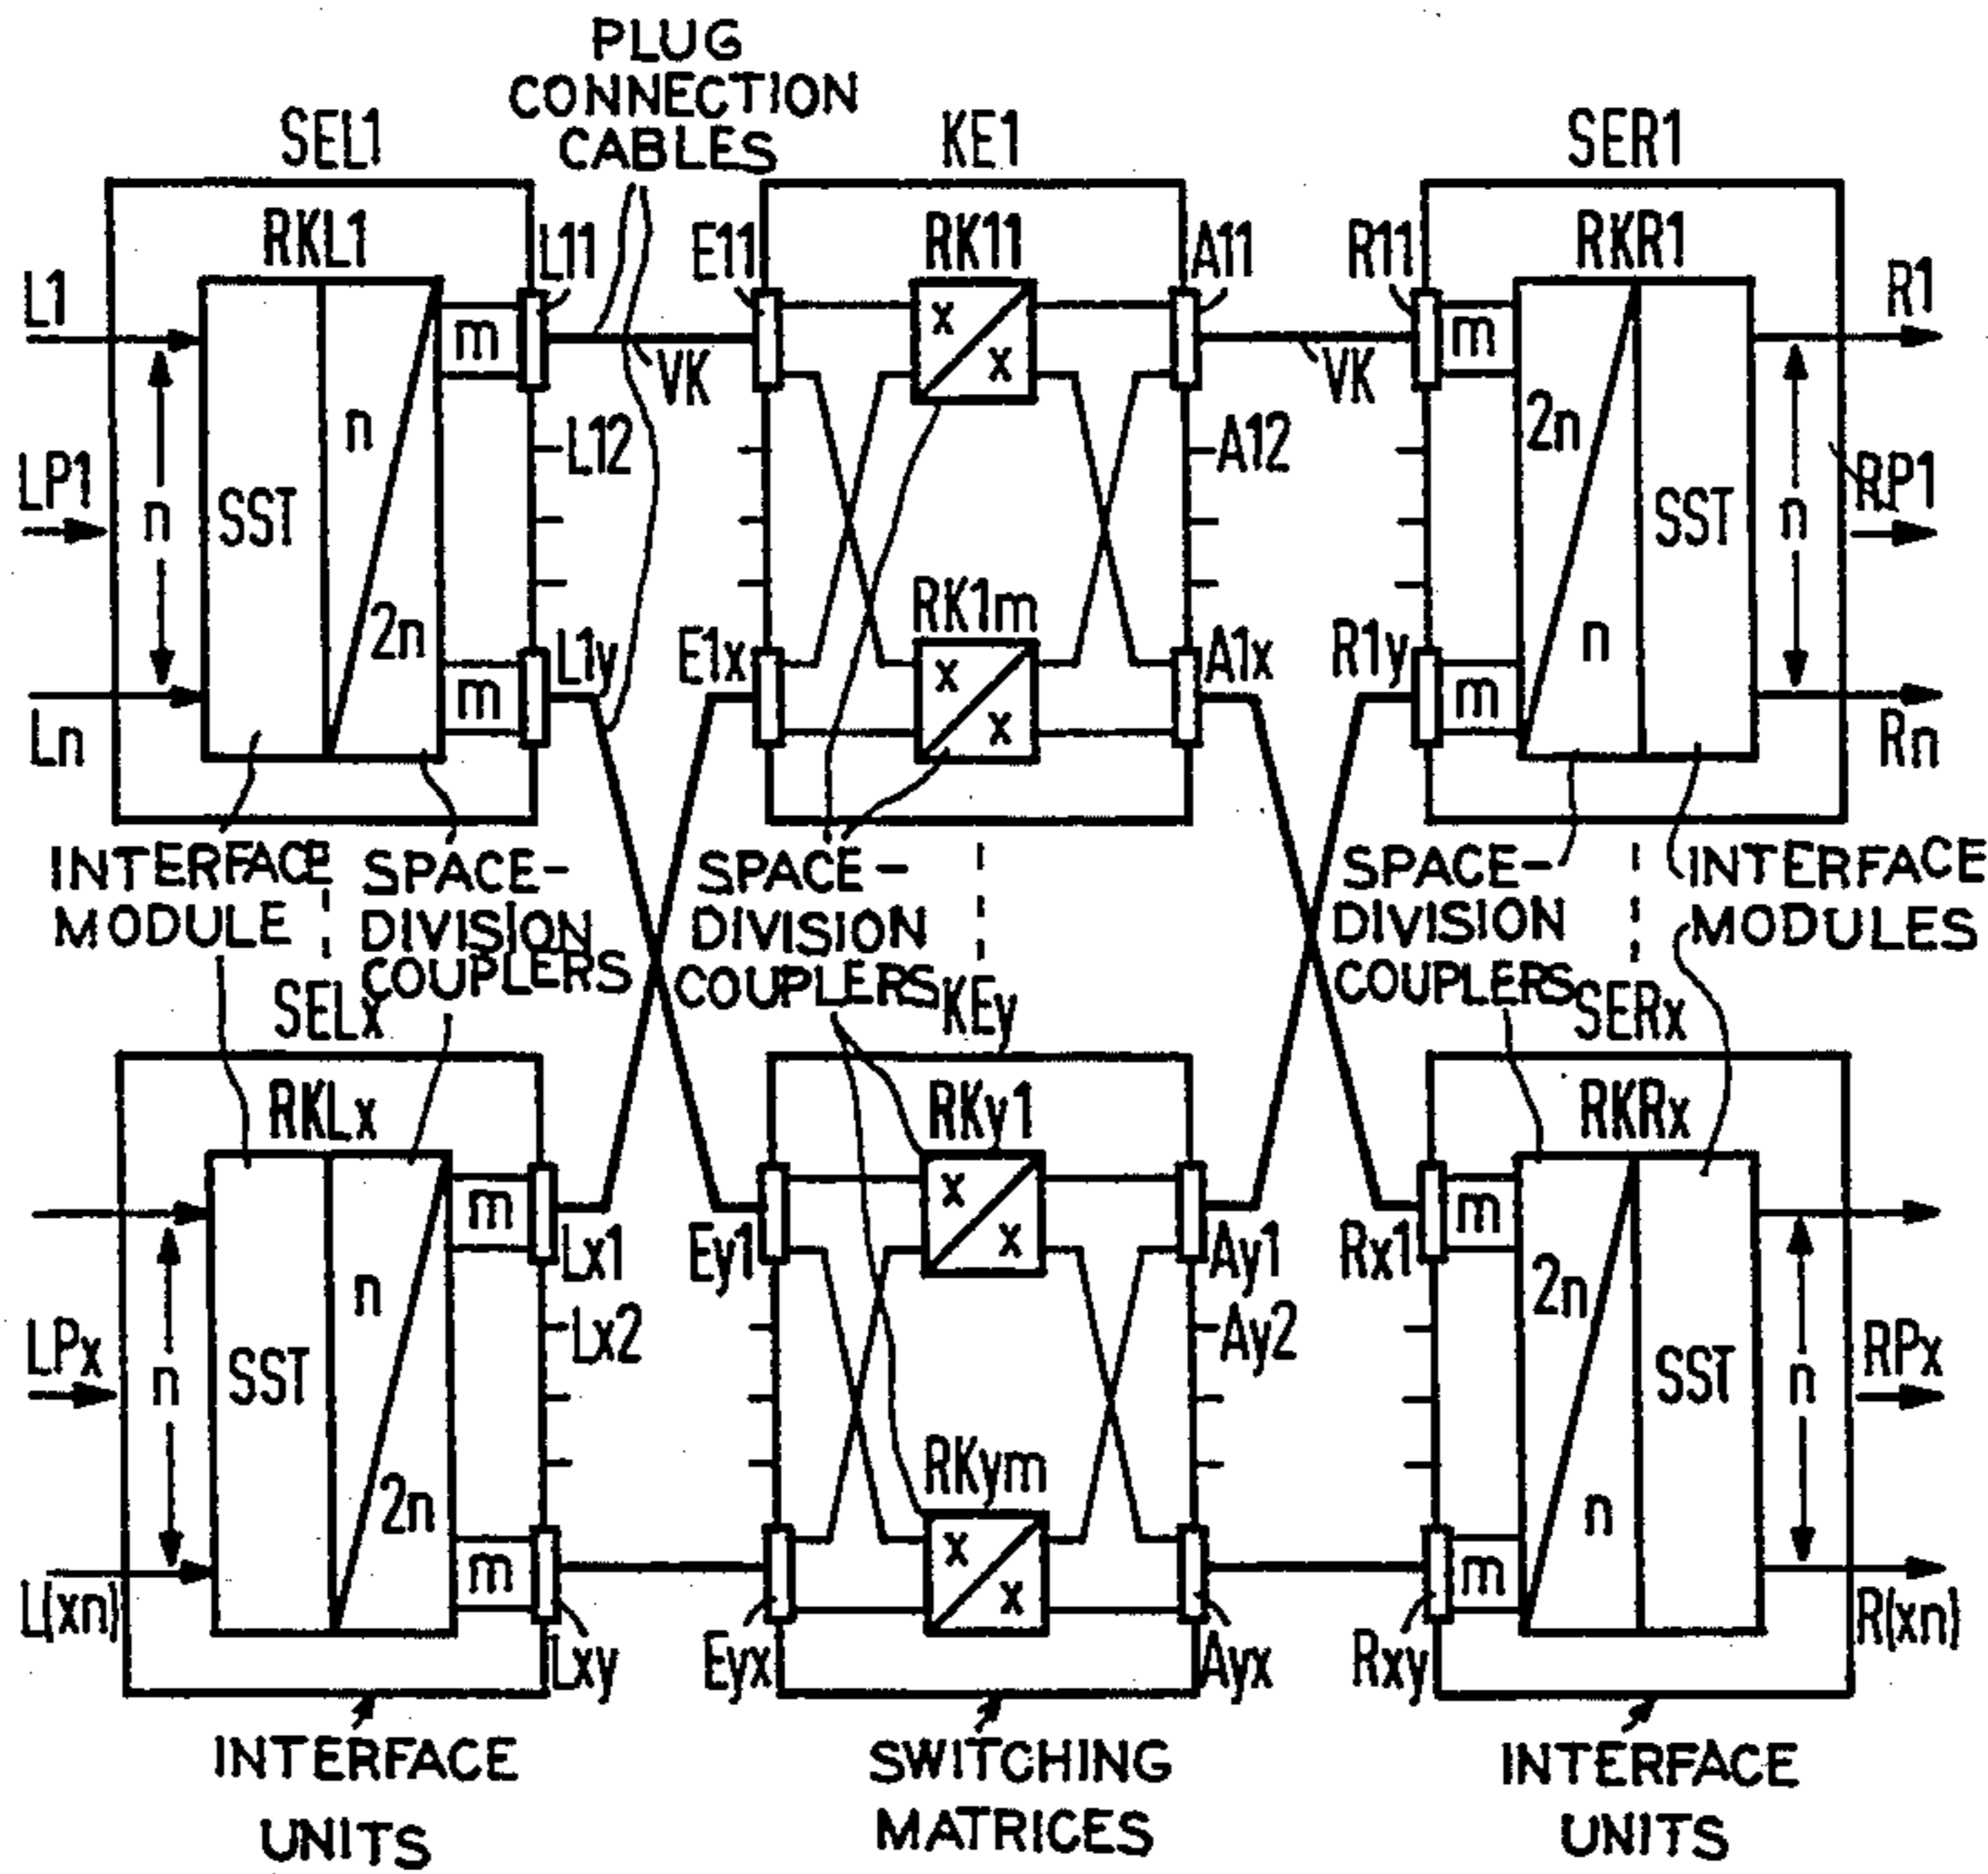 PLUG
CONNECTION
CABLES
SEL1
KE1
SER1
RKL1
L11
E11
RK11
A11
R11
RKR1
L1
m
x
x
m
R1
VK
VK
n
L12
A12
2n
LP1
n
SST
SST
n
RP1
2n
RK1m
n
L1y
E1x
A1x
R1y
m
x
x
m
Ln
Rn
INTERFACE
MODULE
SPACE-
DIVISION
COUPLERS
SPACE-
DIVISION
COUPLERS
SPACE-
DIVISION
COUPLERS
INTERFACE
MODULES
SELx
KEy
SERx
RKLx
RKy1
RKRx
m
x
x
m
n
Lx1
Ey1
Ay1
Rx1
2n
Lx2
Ay2
LPx
n
SST
SST
n
RPx
2n
RKym
n
m
x
x
m
L(xn)
R(xn)
Lxy
Eyx
Ayx
Rxy
INTERFACE
UNITS
SWITCHING
MATRICES
INTERFACE
UNITS